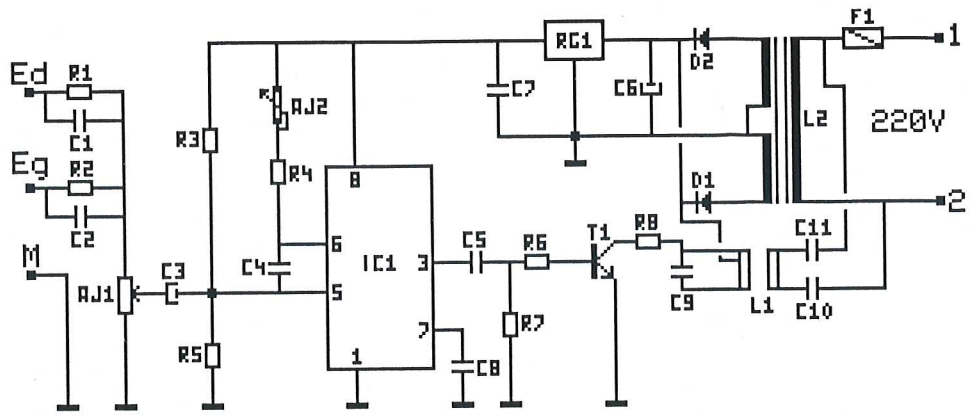 F1
1
RG1
D2
Ed
R1
C7
C6
AJ2
L2
220V
C1
R3
Eg
R2
R4
8
D1
2
C2
T1
R8
C11
M
6
C5
R6
C4
IC1
3
C3
AJ1
5
C9
L1
C10
7
R7
R5
1
C8